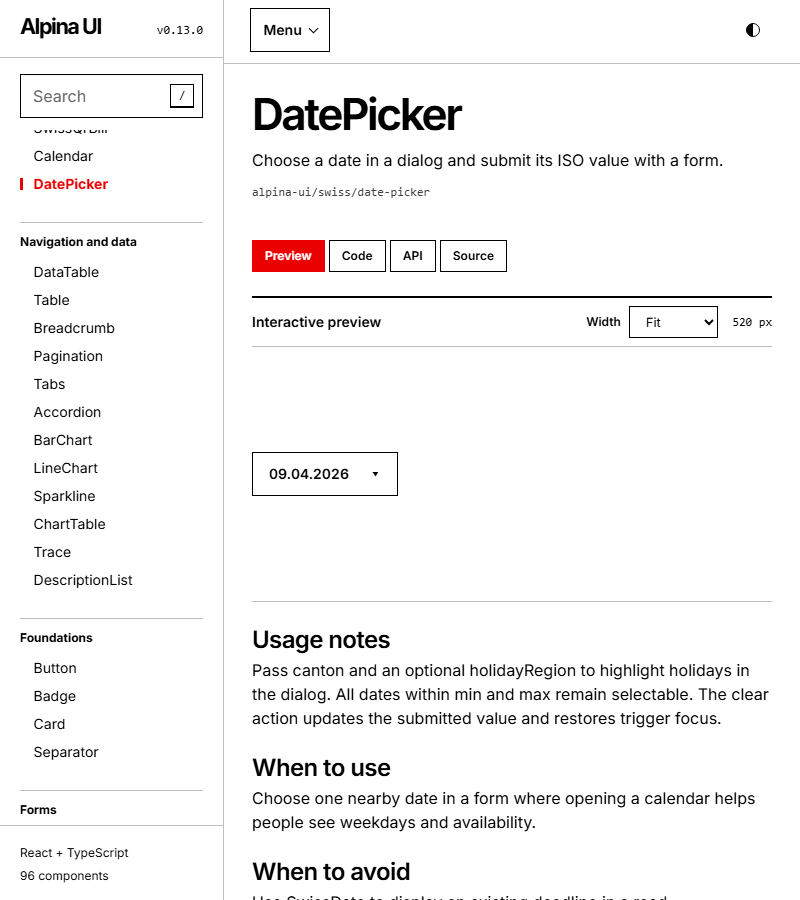 Alpina UI
v0.13.0
Search
/
Calendar
DatePicker
Navigation and data
DataTable
Table
Breadcrumb
Pagination
Tabs
Accordion
BarChart
LineChart
Sparkline
ChartTable
Trace
DescriptionList
Foundations
Button
Badge
Card
Separator
Forms
React + TypeScript
96 components
Menu
DatePicker
Choose a date in a dialog and submit its ISO value with a form.
alpina-ui/swiss/date-picker
Preview
Code
API
Source
Interactive preview
Width
Fit
520 px
09.04.2026
Usage notes
Pass canton and an optional holidayRegion to highlight holidays in
the dialog. All dates within min and max remain selectable. The clear
action updates the submitted value and restores trigger focus.
When to use
Choose one nearby date in a form where opening a calendar helps
people see weekdays and availability.
When to avoid